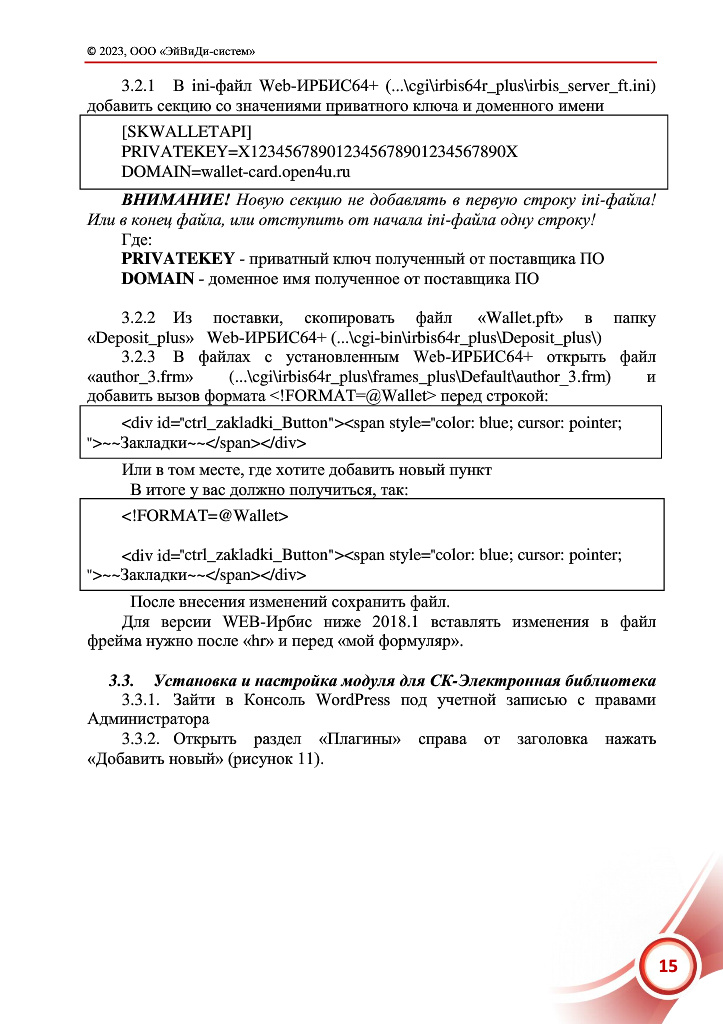 © 2023, ООО «ЭйВиДи-систем»
3.2.1 В ini-файл Web-ИРБИС64+ (...\cgi\irbis64r_plus\irbis_server_ft.ini)
добавить секцию со значениями приватного ключа и доменного имени
[SKWALLETAPI]
PRIVATEKEY=X123456789012345678901234567890X
DOMAIN=wallet-card.open4u.ru
ВНИМАНИЕ! Новую секцию не добавлять в первую строку ini-файла!
Или в конец файла, или отступить от начала ini-файла одну строку!
Где:
PRIVATEKEY - приватный ключ полученный от поставщика ПО
DOMAIN - доменное имя полученное от поставщика ПО
3.2.2 Из поставки, скопировать файл «Wallet.pft» в папку
«Deposit_plus» Web-ИРБИС64+ (...\cgi-bin\irbis64r_plus\Deposit_plus\)
3.2.3 В файлах с установленным Web-ИРБИС64+ открыть файл
«author_3.frm» (...\cgi\irbis64r_plus\frames_plus\Default\author_3.frm) и
добавить вызов формата <!FORMAT=@Wallet> перед строкой:
<div id="ctrl_zakladki_Button"><span style="color: blue; cursor: pointer;
">~~Закладки~~</span></div>
Или в том месте, где хотите добавить новый пункт
В итоге у вас должно получиться, так:
<!FORMAT=@Wallet>
<div id="ctrl_zakladki_Button"><span style="color: blue; cursor: pointer;
">~~Закладки~~</span></div>
После внесения изменений сохранить файл.
Для версии WEB-Ирбис ниже 2018.1 вставлять изменения в файл
фрейма нужно после «hr» и перед «мой формуляр».
3.3. Установка и настройка модуля для СК-Электронная библиотека
3.3.1. Зайти в Консоль WordPress под учетной записью с правами
Администратора
3.3.2. Открыть раздел «Плагины» справа от заголовка нажать
«Добавить новый» (рисунок 11).
15